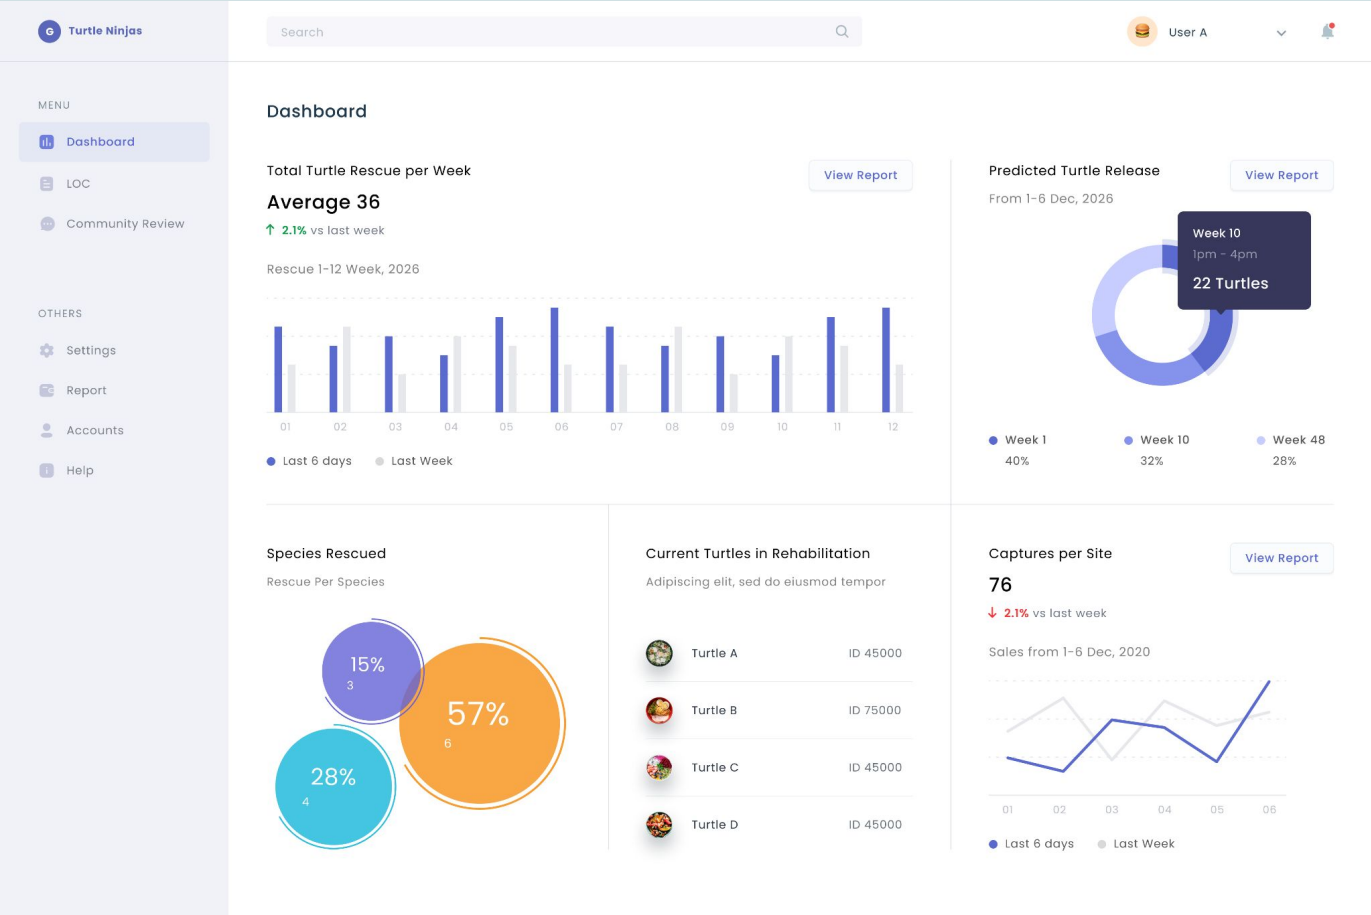 G Turtle Ninjas
Search
User A
MENU
Dashboard
LOC
Community Review
OTHERS
Settings
Report
Accounts
Help
Dashboard
Total Turtle Rescue per Week
View Report
Average 36
2.1% vs last week
Rescue 1-12 Week, 2026
01 02 03 04 05 06 07 08 09 10 11 12
Last 6 days Last Week
Predicted Turtle Release
View Report
From 1-6 Dec, 2026
Week 10
1pm - 4pm
22 Turtles
Week 1 Week 10 Week 48
40% 32% 28%
Species Rescued
Rescue Per Species
15%
3
57%
6
28%
4
Current Turtles in Rehabilitation
Adipiscing elit, sed do eiusmod tempor
Turtle A ID 45000
Turtle B ID 75000
Turtle C ID 45000
Turtle D ID 45000
Captures per Site
View Report
76
2.1% vs last week
Sales from 1-6 Dec, 2020
01 02 03 04 05 06
Last 6 days Last Week